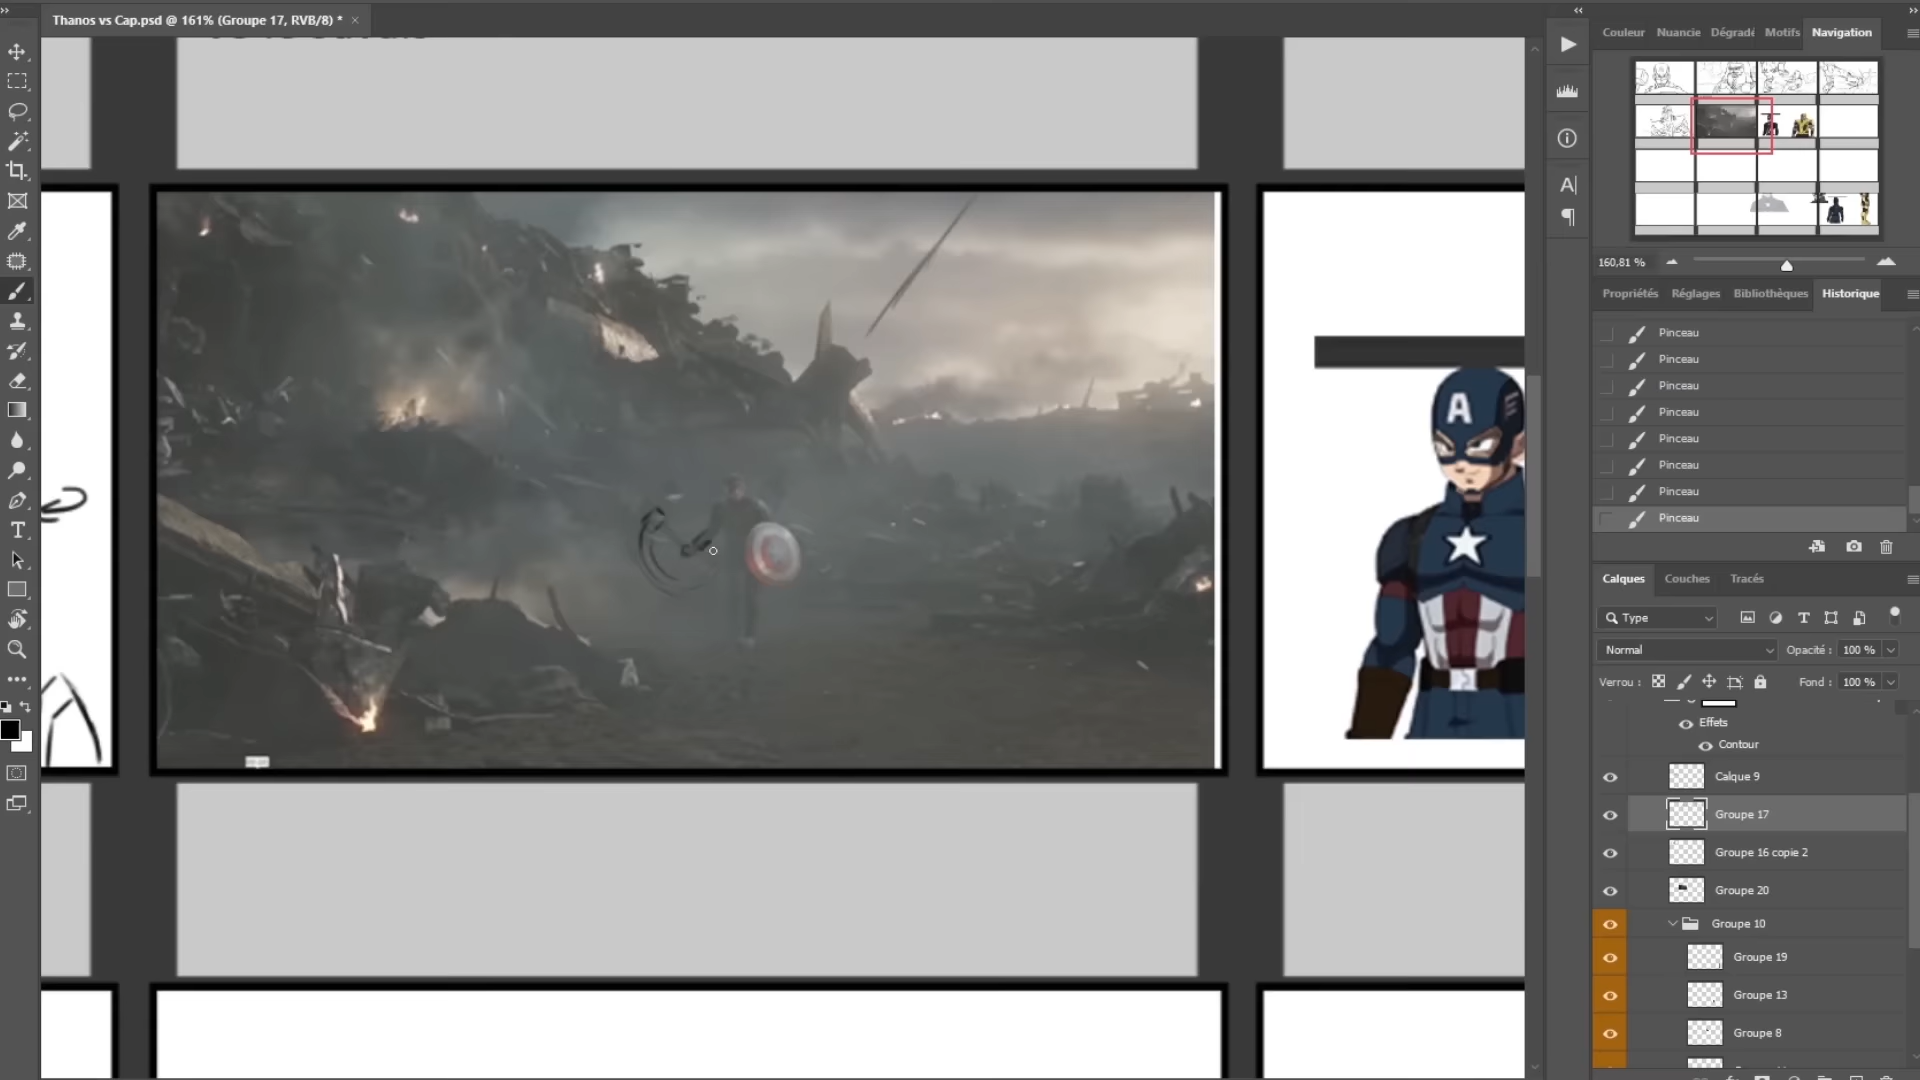 Thanos vs Cap.psd @ 161% (Groupe 17, RVB/8) *
Couleur
Nuancie
Dégradé
Motifs
Navigation
160,81 %
Propriétés
Réglages
Bibliothèques
Historique
Pinceau
Pinceau
Pinceau
Pinceau
Pinceau
Pinceau
Pinceau
Pinceau
A
Calques
Couches
Tracés
Type
Normal
Opacité :
100 %
Verrou :
Fond :
100 %
Effets
Contour
Calque 9
Groupe 17
Groupe 16 copie 2
Groupe 20
Groupe 10
Groupe 19
Groupe 13
Groupe 8